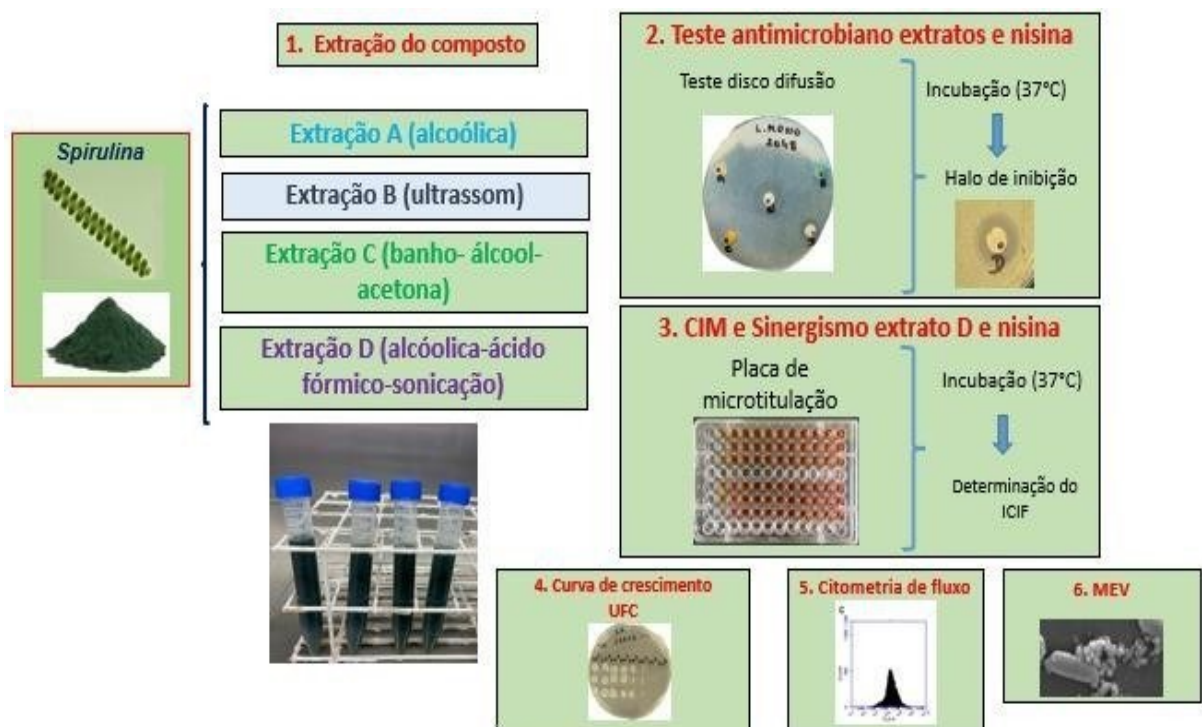 1. Extração do composto
Spirulina
Extração A (alcoólica)
Extração B (ultrassom)
Extração C (banho- álcool-
acetona)
Extração D (alcóolica-ácido
fórmico-sonicação)
2. Teste antimicrobiano extratos e nisina
Teste disco difusão
L. MONO
2048
Incubação (37°C)
Halo de inibição
D
3. CIM e Sinergismo extrato D e nisina
Placa de
microtitulação
Incubação (37°C)
Determinação do
ICIF
4. Curva de crescimento
UFC
5. Citometria de fluxo
C
6. MEV